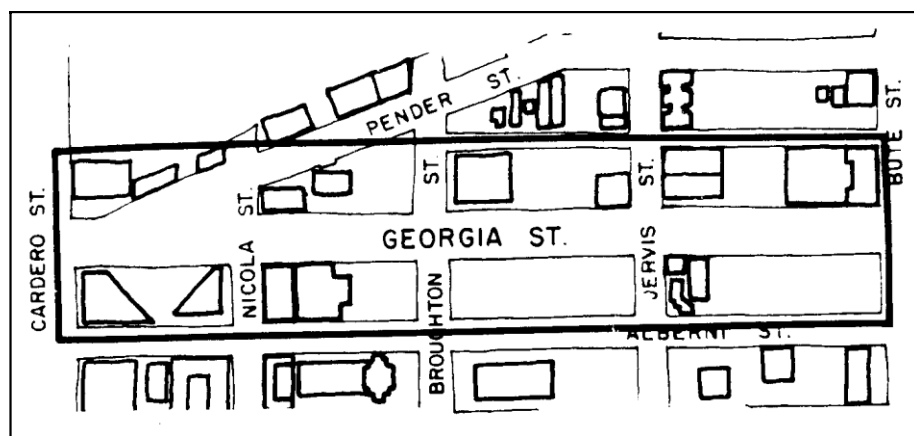 PENDER ST.
BUTE ST.
CARDERO ST.
NICOLA ST.
BROUGHTON ST.
JERVIS ST.
GEORGIA ST.
ALBERNI ST.